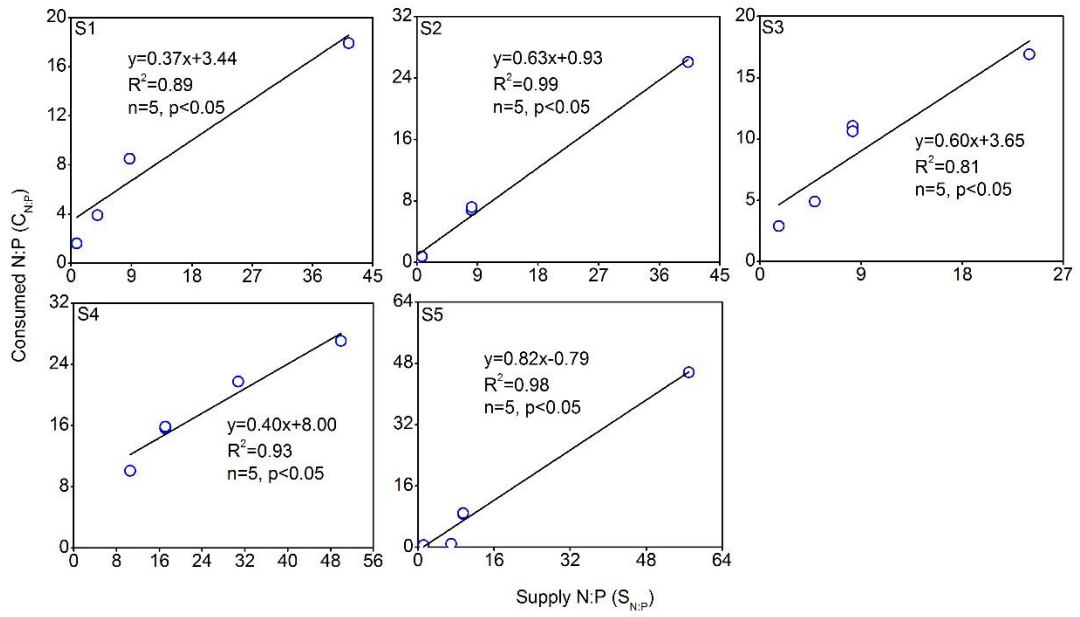 S1
y=0.37x+3.44
R²=0.89
n=5, p<0.05
20
16
12
8
4
0
0 9 18 27 36 45
S2
y=0.63x+0.93
R²=0.99
n=5, p<0.05
32
24
16
8
0
0 9 18 27 36 45
S3
y=0.60x+3.65
R²=0.81
n=5, p<0.05
20
15
10
5
0
0 9 18 27
Consumed N:P (C_N:P)
S4
y=0.40x+8.00
R²=0.93
n=5, p<0.05
32
24
16
8
0
0 8 16 24 32 40 48 56
S5
y=0.82x-0.79
R²=0.98
n=5, p<0.05
64
48
32
16
0
0 16 32 48 64
Supply N:P (S_N:P)